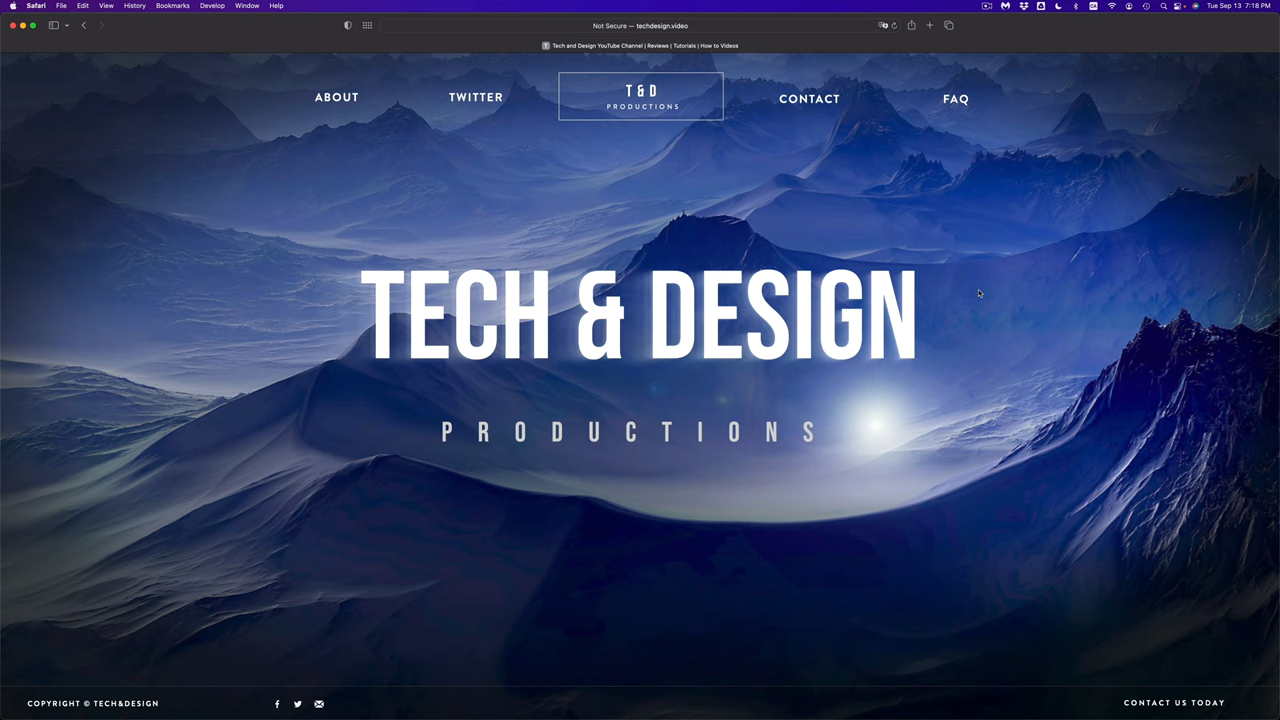 Safari File Edit View History Bookmarks Develop Window Help Tue Sep 13 7:18 PM
Not Secure — techdesign.video
T Tech and Design YouTube Channel | Reviews | Tutorials | How to Videos
ABOUT TWITTER T&D PRODUCTIONS CONTACT FAQ
TECH & DESIGN
PRODUCTIONS
COPYRIGHT © TECH&DESIGN CONTACT US TODAY